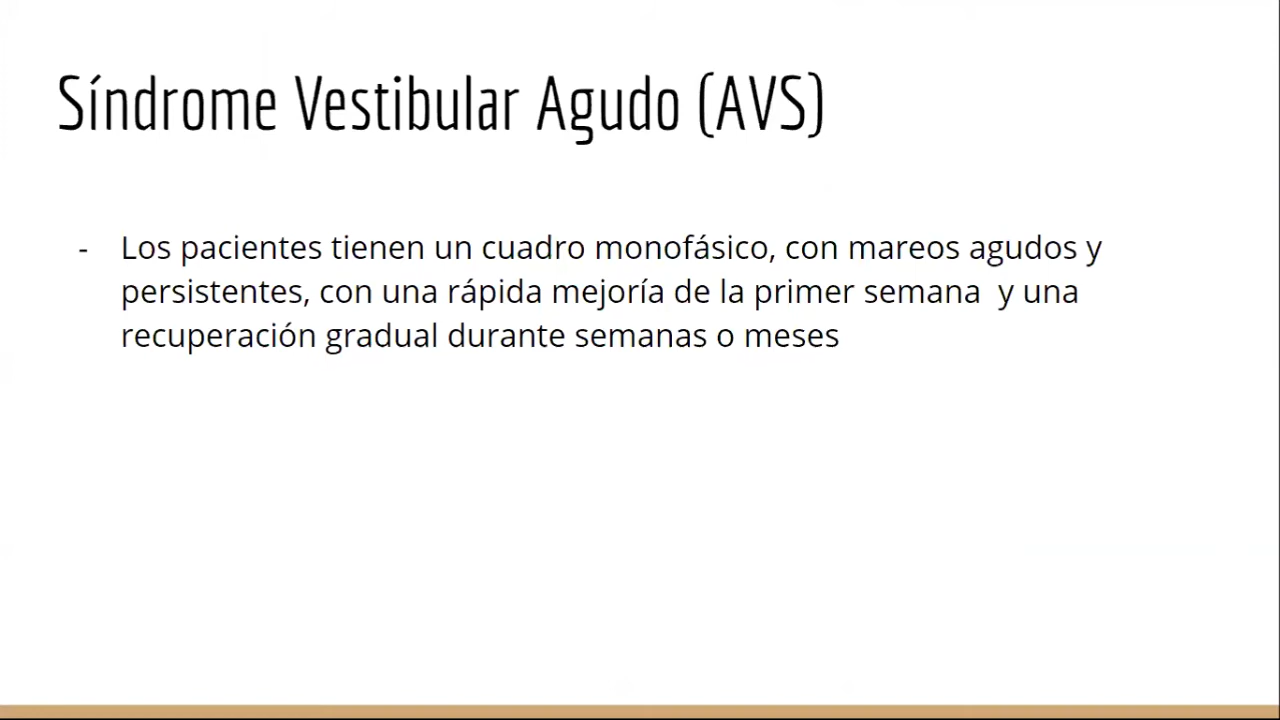 Síndrome Vestibular Agudo (AVS)
- Los pacientes tienen un cuadro monofásico, con mareos agudos y
persistentes, con una rápida mejoría de la primer semana  y una
recuperación gradual durante semanas o meses